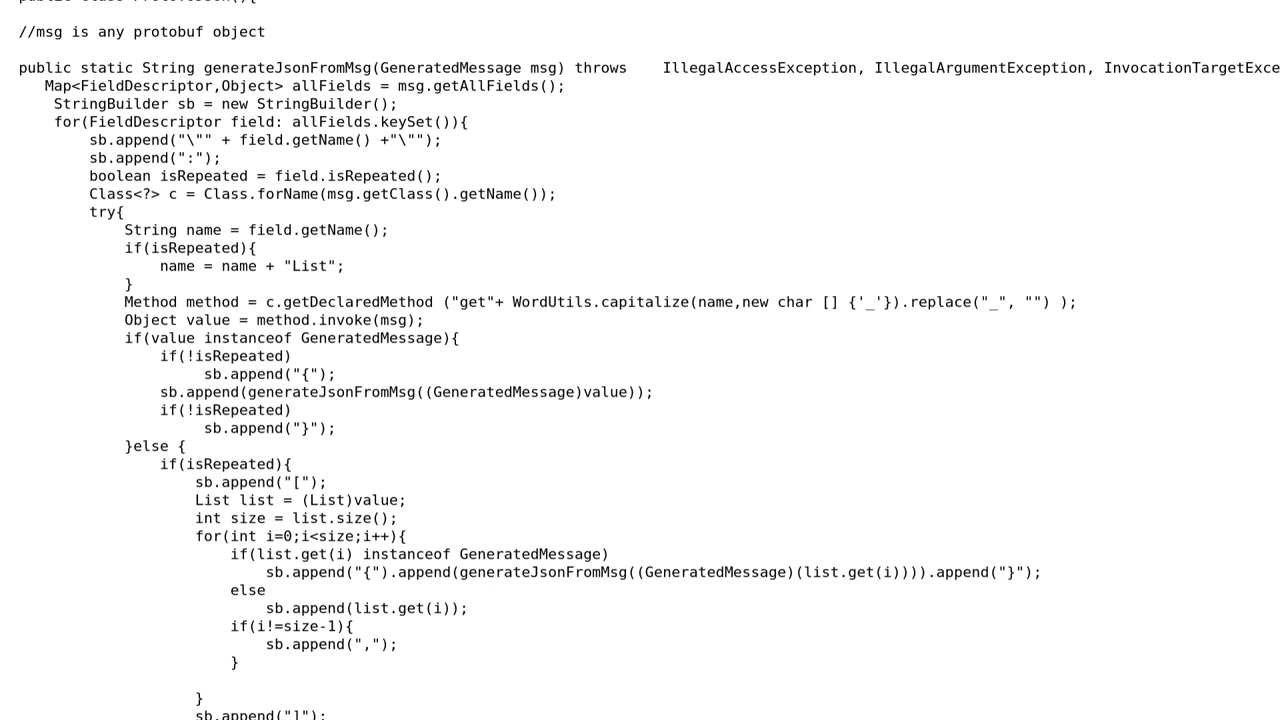 //msg is any protobuf object
public static String generateJsonFromMsg(GeneratedMessage msg) throws    IllegalAccessException, IllegalArgumentException, InvocationTargetExce
Map<FieldDescriptor,Object> allFields = msg.getAllFields();
StringBuilder sb = new StringBuilder();
for(FieldDescriptor field: allFields.keySet()){
sb.append("\"" + field.getName() +"\"");
sb.append(":");
boolean isRepeated = field.isRepeated();
Class<?> c = Class.forName(msg.getClass().getName());
try{
String name = field.getName();
if(isRepeated){
name = name + "List";
}
Method method = c.getDeclaredMethod ("get"+ WordUtils.capitalize(name,new char [] {'_'}).replace("_", "") );
Object value = method.invoke(msg);
if(value instanceof GeneratedMessage){
if(!isRepeated)
sb.append("{");
sb.append(generateJsonFromMsg((GeneratedMessage)value));
if(!isRepeated)
sb.append("}");
}else {
if(isRepeated){
sb.append("[");
List list = (List)value;
int size = list.size();
for(int i=0;i<size;i++){
if(list.get(i) instanceof GeneratedMessage)
sb.append("{").append(generateJsonFromMsg((GeneratedMessage)(list.get(i)))).append("}");
else
sb.append(list.get(i));
if(i!=size-1){
sb.append(",");
}
}
sb.append("]");